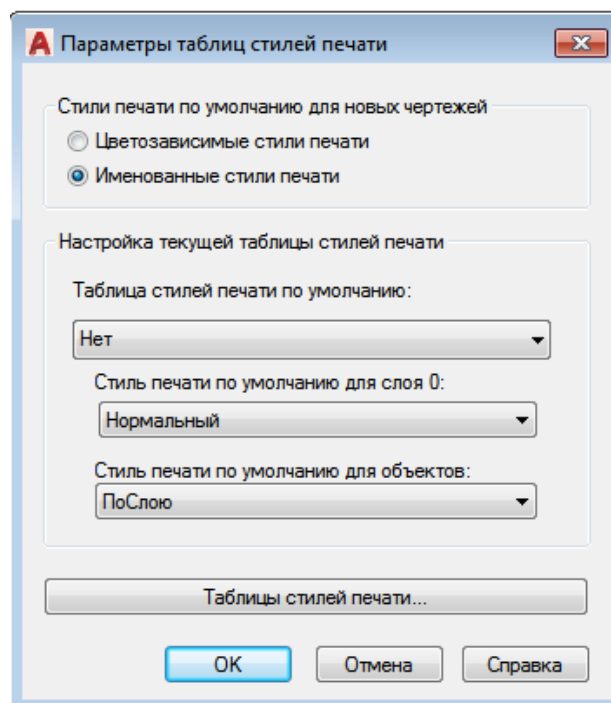 Параметры таблиц стилей печати
Стили печати по умолчанию для новых чертежей
Цветозависимые стили печати
Именованные стили печати
Настройка текущей таблицы стилей печати
Таблица стилей печати по умолчанию:
Нет
Стиль печати по умолчанию для слоя 0:
Нормальный
Стиль печати по умолчанию для объектов:
ПоСлою
Таблицы стилей печати...
OK
Отмена
Справка